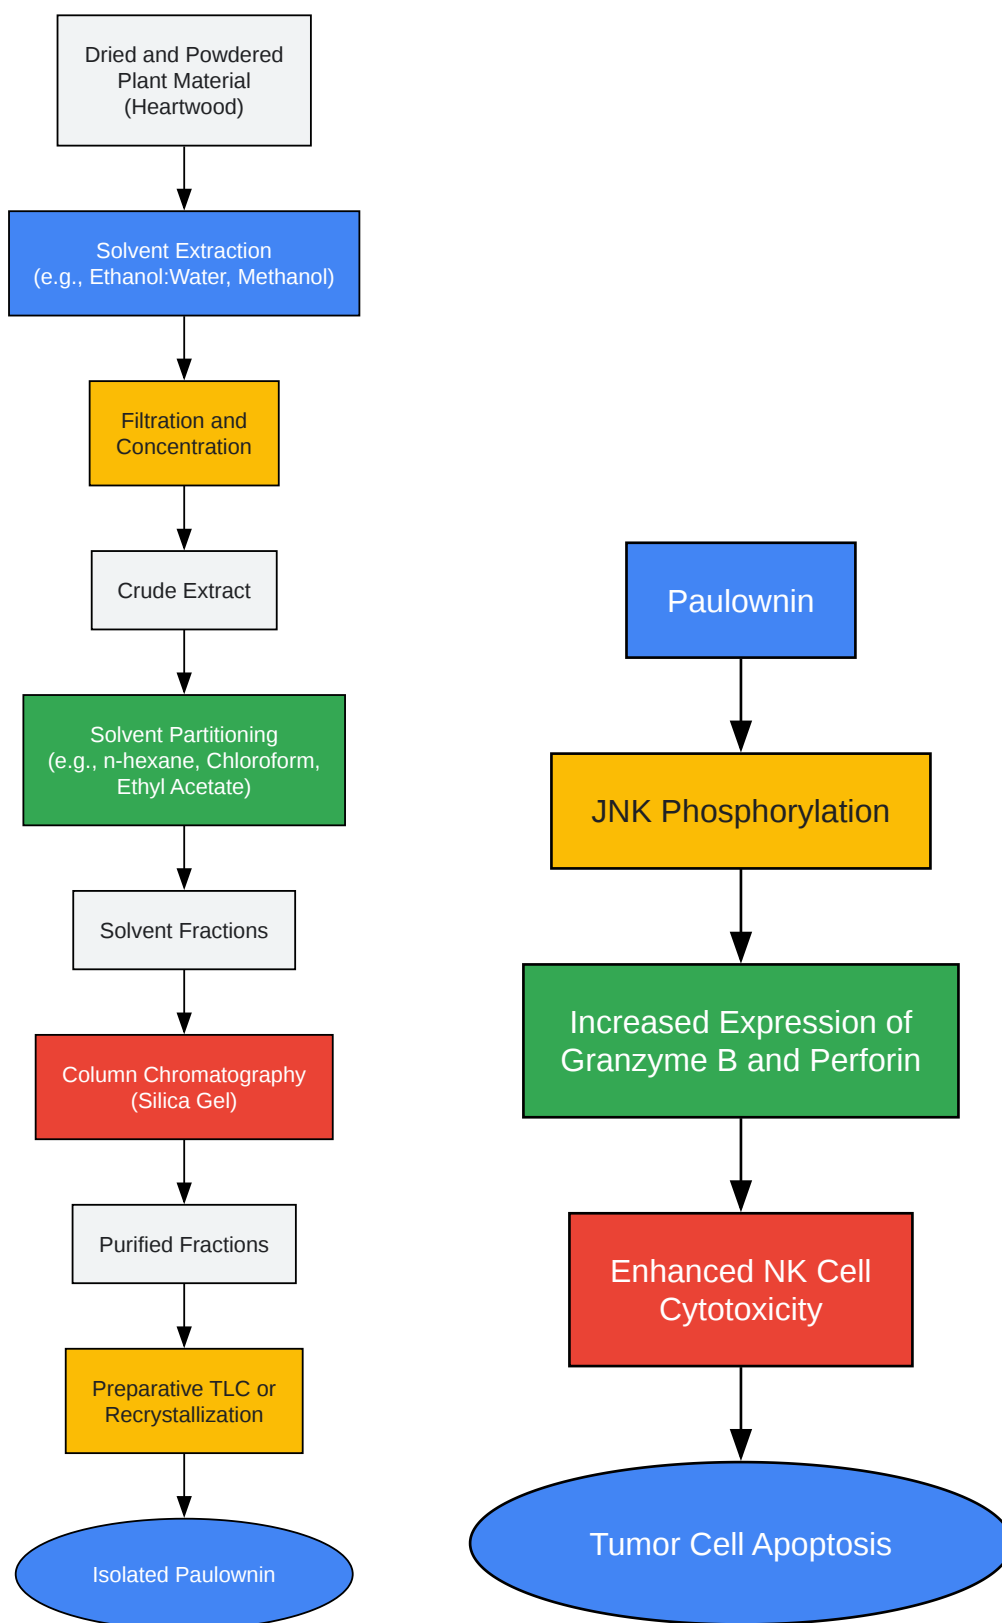 Dried and Powdered
Plant Material
(Heartwood)
Solvent Extraction
(e.g., Ethanol:Water, Methanol)
Filtration and
Concentration
Crude Extract
Solvent Partitioning
(e.g., n-hexane, Chloroform,
Ethyl Acetate)
Solvent Fractions
Column Chromatography
(Silica Gel)
Purified Fractions
Preparative TLC or
Recrystallization
Isolated Paulownin
Paulownin
JNK Phosphorylation
Increased Expression of
Granzyme B and Perforin
Enhanced NK Cell
Cytotoxicity
Tumor Cell Apoptosis